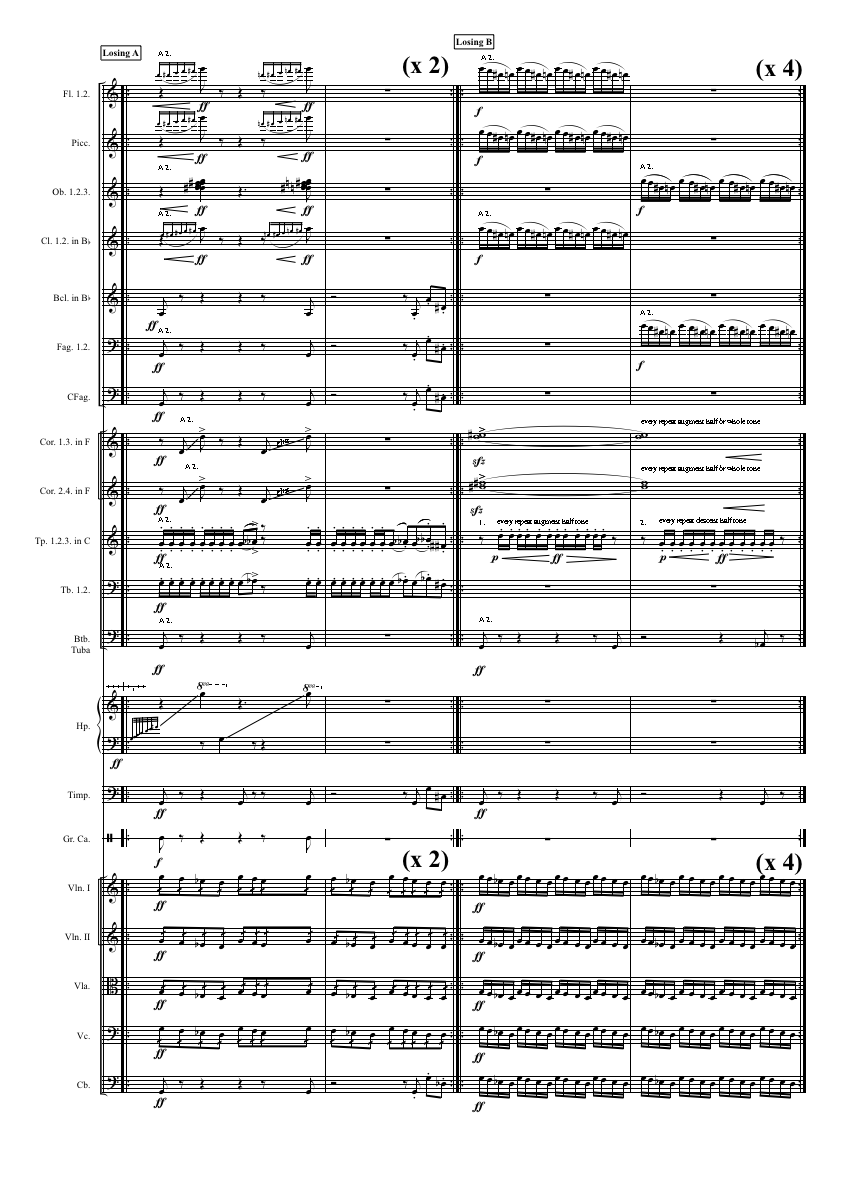 Losing A
Losing B
A 2.
(x 2)
A 2.
(x 4)
Fl. 1.2.
ff
ff
f
Picc.
ff
ff
f
A 2.
A 2.
Ob. 1.2.3.
ff
ff
f
A 2.
A 2.
Cl. 1.2. in B♭
ff
ff
f
Bcl. in B♭
ff
A 2.
A 2.
Fag. 1.2.
ff
f
CFag.
ff
A 2.
every repeat augment half or whole tone
Cor. 1.3. in F
ff
sfz
A 2.
every repeat augment half or whole tone
Cor. 2.4. in F
ff
sfz
A 2.
1. every repeat augment half tone
2. every repeat descent half tone
Tp. 1.2.3. in C
ff
p
ff
p
ff
A 2.
Tb. 1.2.
ff
A 2.
A 2.
Btb.
Tuba
ff
ff
8va
8va
Hp.
ff
Timp.
ff
ff
Gr. Ca.
f
(x 2)
(x 4)
Vln. I
ff
ff
Vln. II
ff
ff
Vla.
ff
ff
Vc.
ff
ff
Cb.
ff
ff